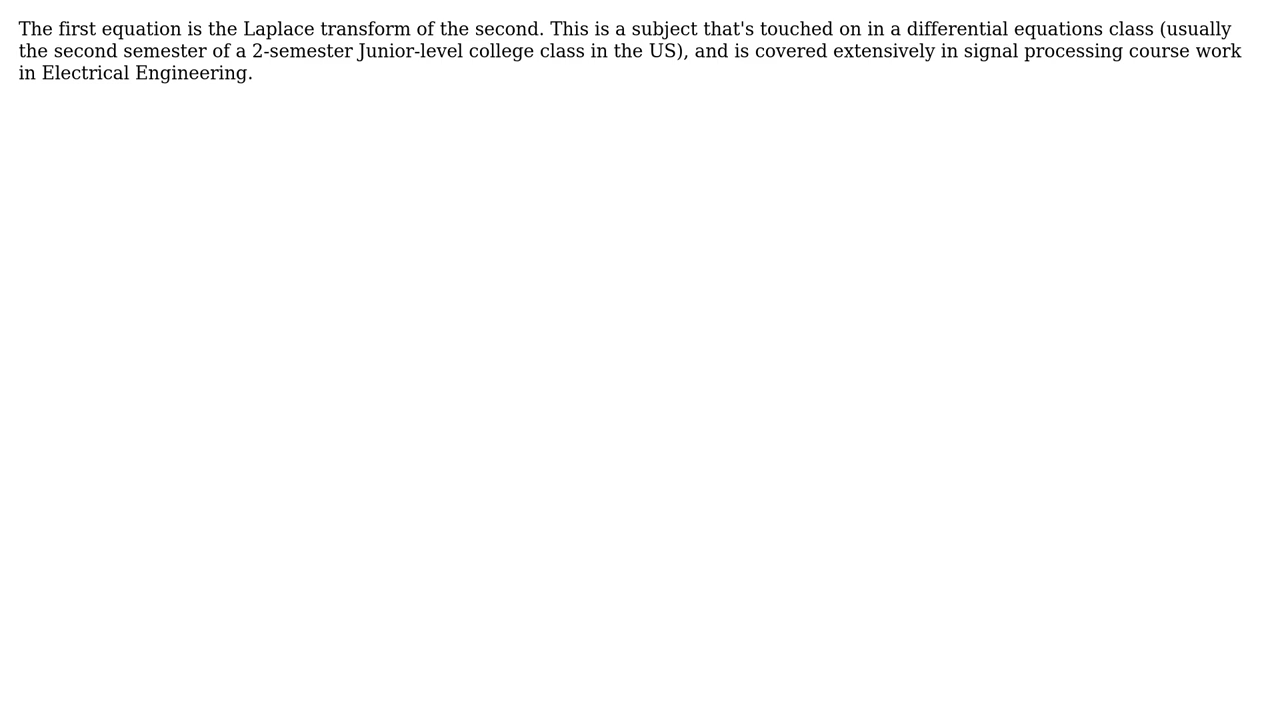 The first equation is the Laplace transform of the second. This is a subject that's touched on in a differential equations class (usually
the second semester of a 2-semester Junior-level college class in the US), and is covered extensively in signal processing course work
in Electrical Engineering.